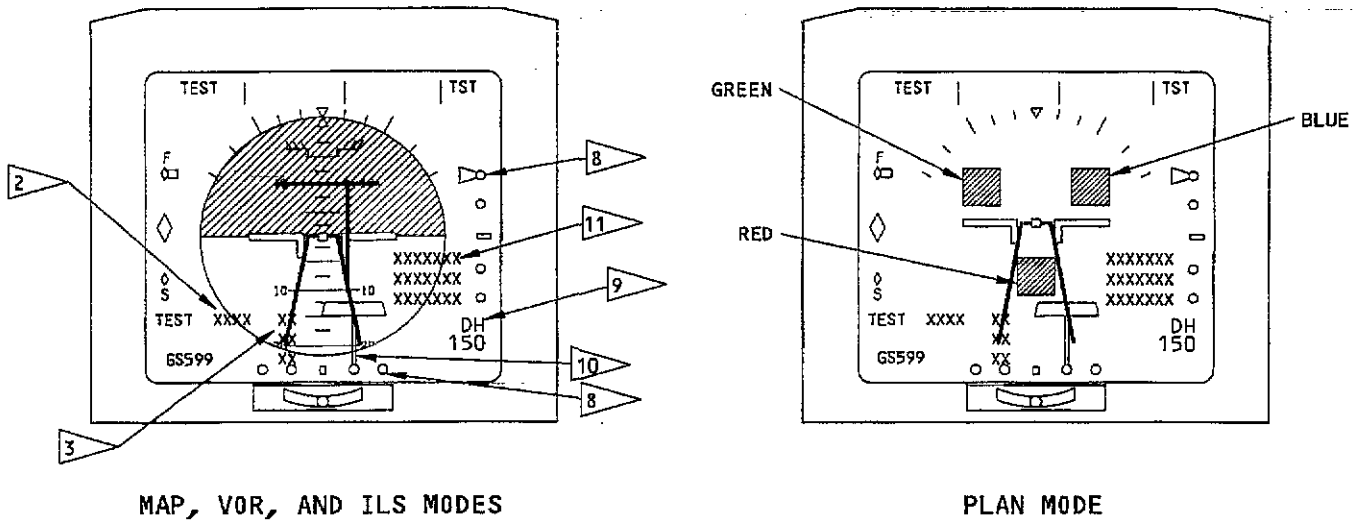 TEST TST
F
2
8
XXXXXXX
11
XXXXXXX
S
10 10
XXXXXXX
9
TEST XXXX XX
DH
XX 20
150
GS599 XX
10
8
3
MAP, VOR, AND ILS MODES
TEST TST
GREEN
BLUE
F
RED
XXXXXXX
XXXXXXX
S
XXXXXXX
TEST XXXX XX
DH
XX
150
GS599 XX
PLAN MODE